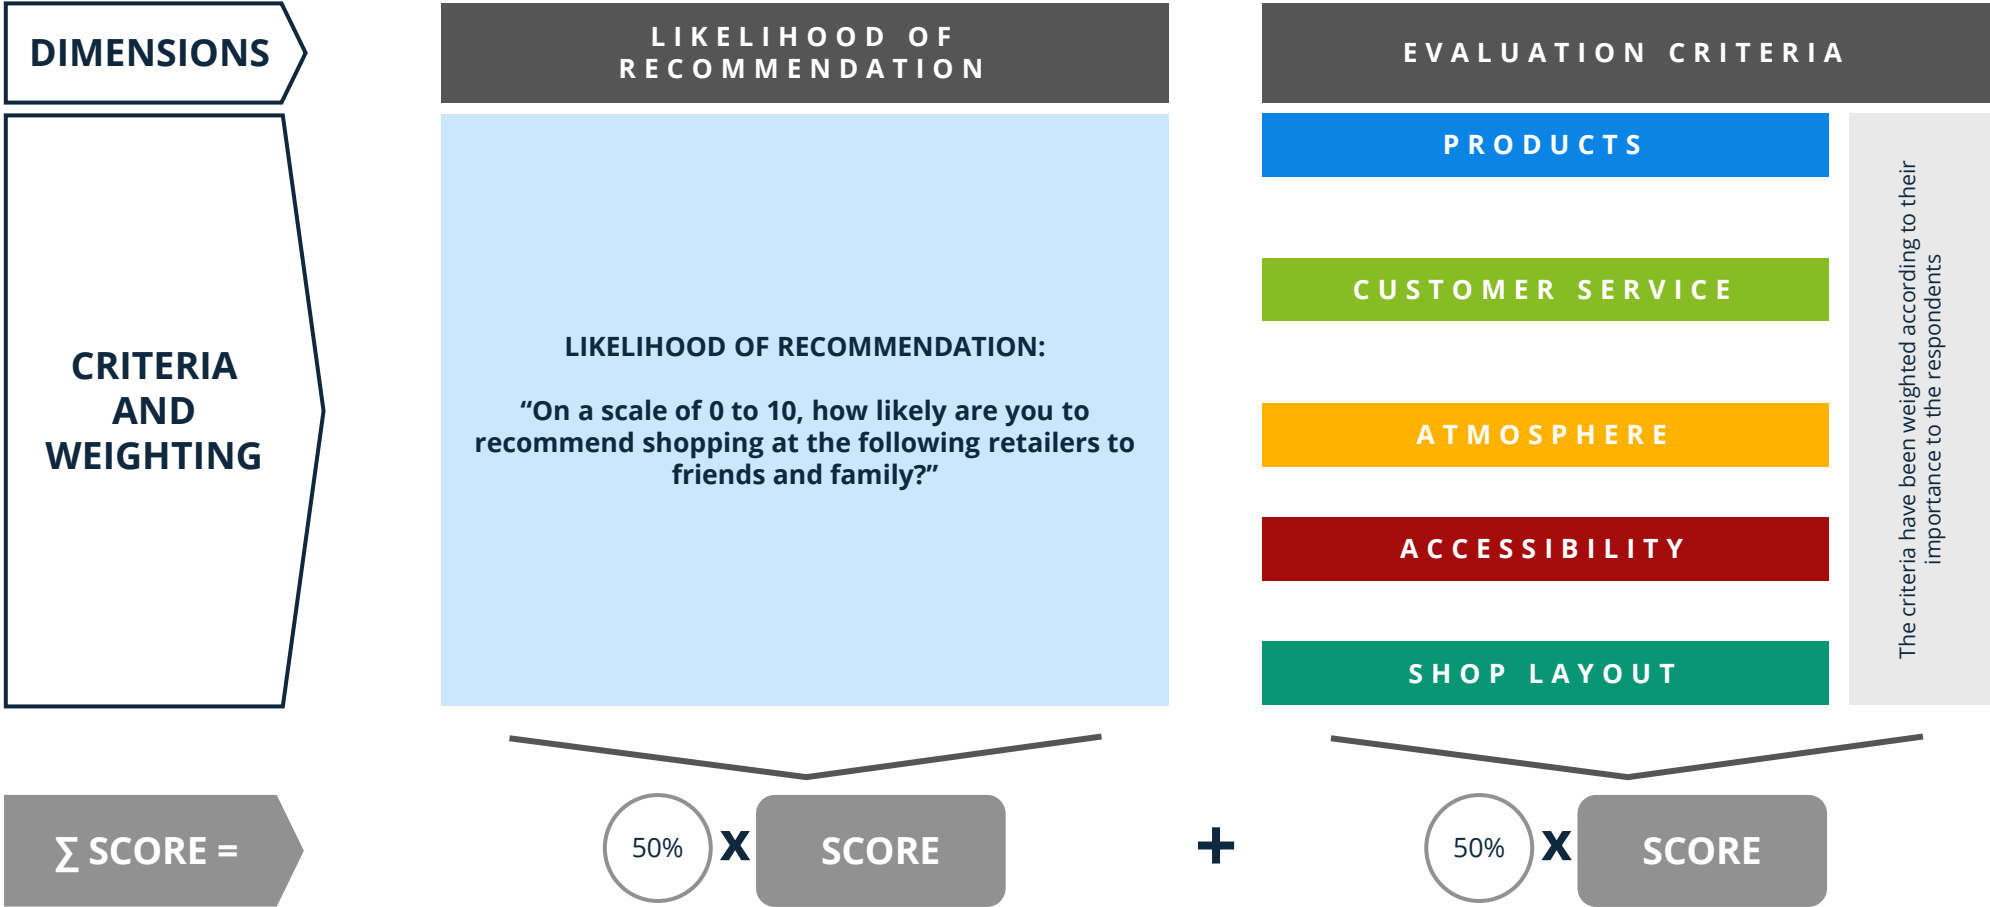 DIMENSIONS
LIKELIHOOD OF
RECOMMENDATION
EVALUATION CRITERIA
CRITERIA
AND
WEIGHTING
LIKELIHOOD OF RECOMMENDATION:
“On a scale of 0 to 10, how likely are you to
recommend shopping at the following retailers to
friends and family?”
PRODUCTS
CUSTOMER SERVICE
ATMOSPHERE
ACCESSIBILITY
SHOP LAYOUT
The criteria have been weighted according to their
importance to the respondents
∑ SCORE =
50% x SCORE
+
50% x SCORE